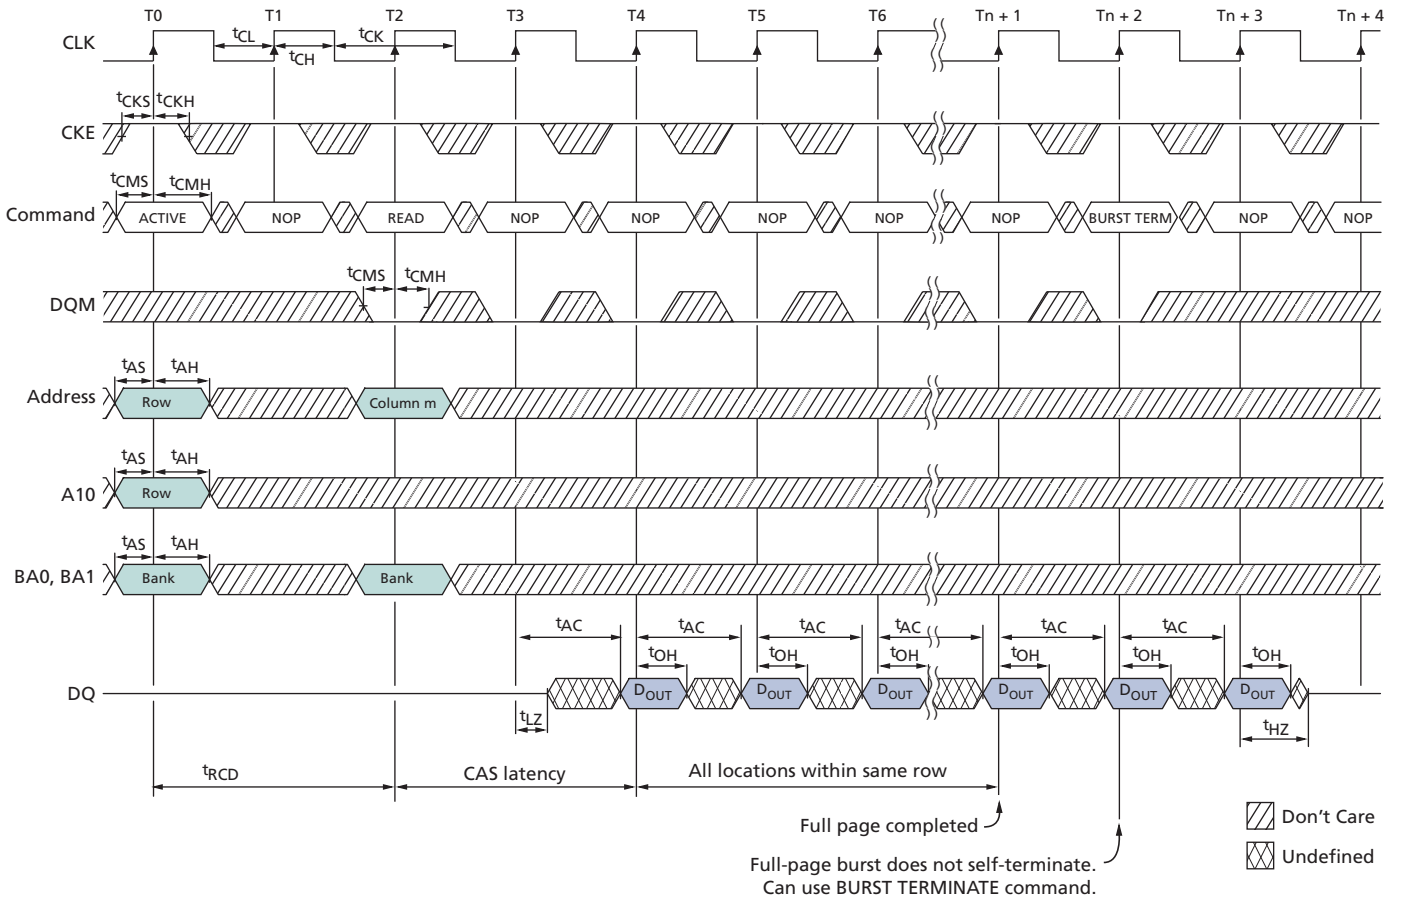 T0 T1 T2 T3 T4 T5 T6 Tn + 1 Tn + 2 Tn + 3 Tn + 4
CLK tCL tCH tCK
tCKS tCKH
CKE
tCMS tCMH
Command ACTIVE NOP READ NOP NOP NOP NOP NOP BURST TERM NOP NOP
tCMS tCMH
DQM
tAS tAH
Address Row Column m
tAS tAH
A10 Row
tAS tAH
BA0, BA1 Bank Bank
tAC tAC tAC tAC tAC tAC
tOH tOH tOH tOH tOH tOH
DQ DOUT DOUT DOUT DOUT DOUT DOUT
tLZ tHZ
tRCD CAS latency All locations within same row
Full page completed
Full-page burst does not self-terminate.
Can use BURST TERMINATE command.
Don't Care
Undefined